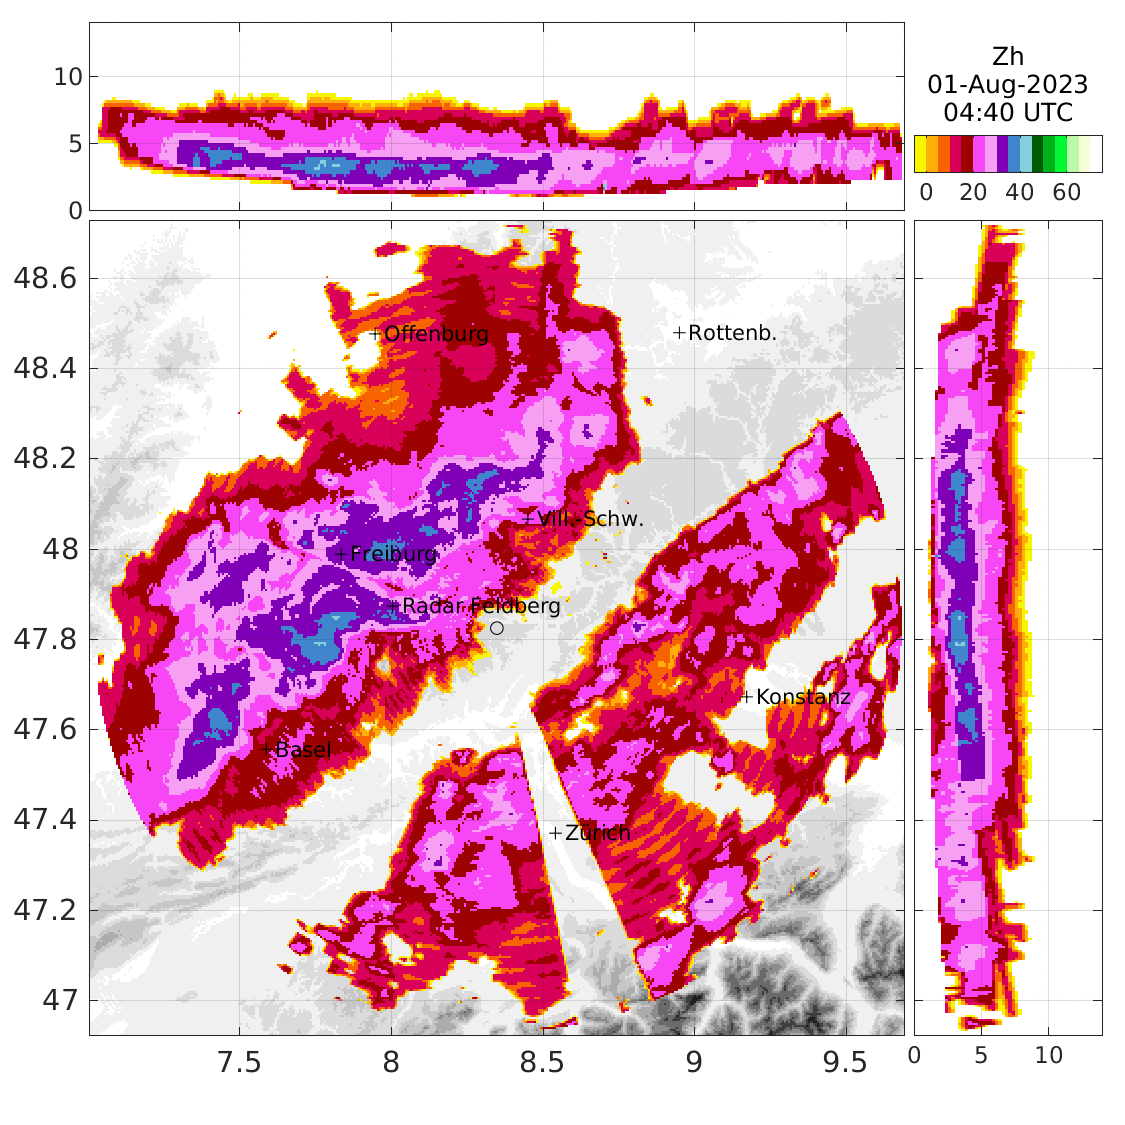 10
5
0
Zh
01-Aug-2023
04:40 UTC
0 20 40 60
48.6
48.4
48.2
48
47.8
47.6
47.4
47.2
47
+Offenburg
+Rottenb.
+Vill.-Schw.
+Freiburg
+Radar Feldberg
+Konstanz
+Basel
+Zürich
7.5 8 8.5 9 9.5
0 5 10